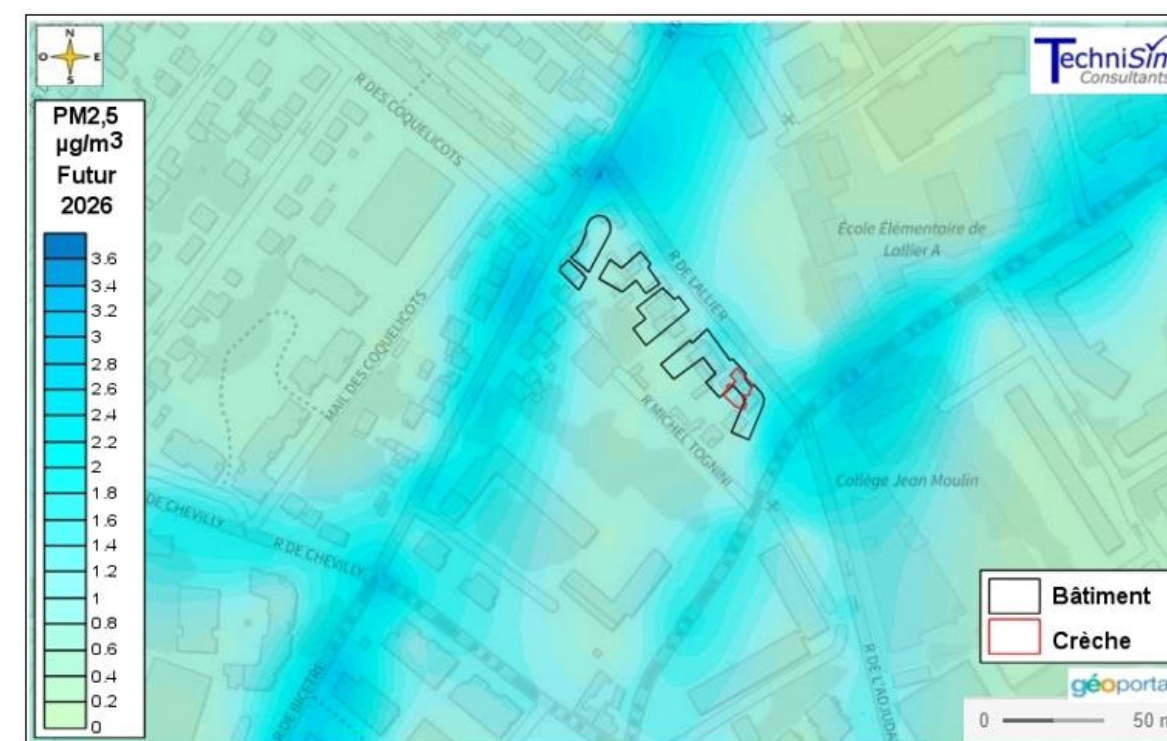 N
O E
S
TechniSim
Consultants
PM2,5
µg/m3
Futur
2026
3.6
3.4
3.2
3
2.8
2.6
2.4
2.2
2
1.8
1.6
1.4
1.2
1
0.8
0.6
0.4
0.2
0
R DES COQUELICOTS
MAIL DES COQUELICOTS
R DE LALLIER
École Élémentaire de
Lallier A
R MICHEL TOGNINI
Collège Jean Moulin
DE CHEVILLY
R DE CHEVILLY
R DE BICETRE
R DE L'ADJUDA
Bâtiment
Crèche
géoporta
0 50 m